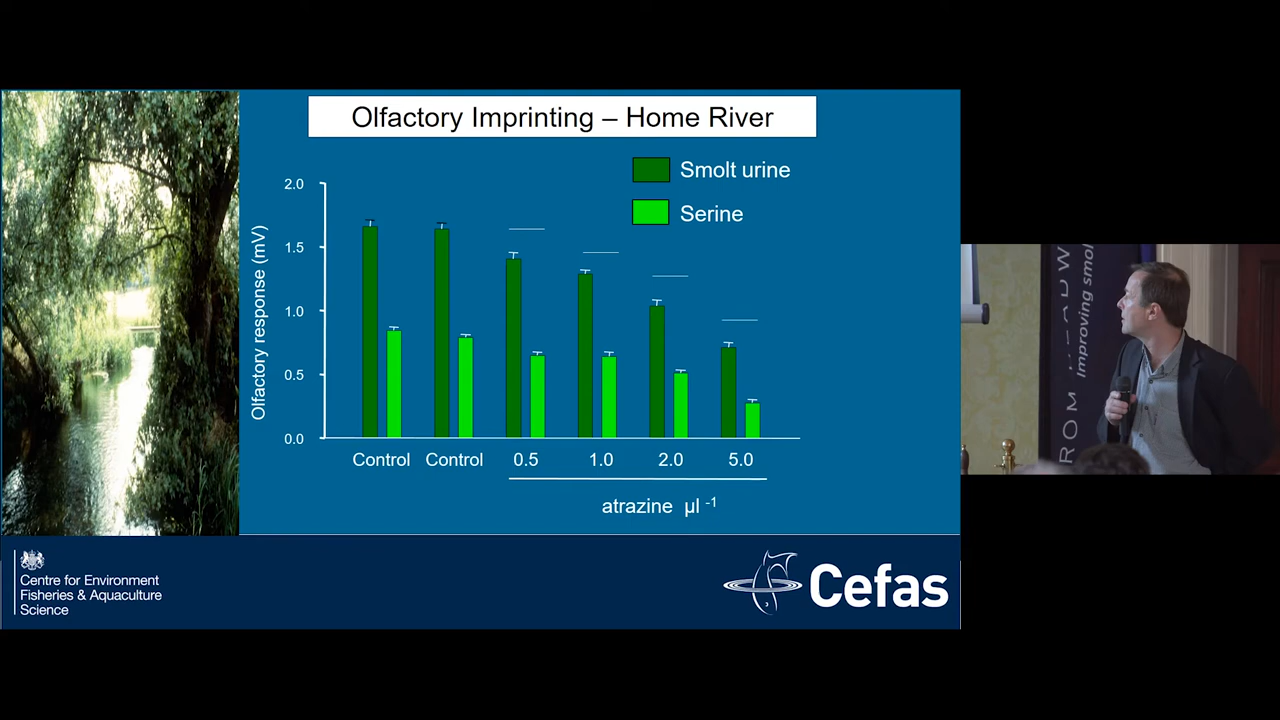 Olfactory Imprinting – Home River
Smolt urine
Serine
Olfactory response (mV)
2.0
1.5
1.0
0.5
0.0
Control Control 0.5 1.0 2.0 5.0
atrazine µl -1
Centre for Environment
Fisheries & Aquaculture
Science
Cefas
Improving smol